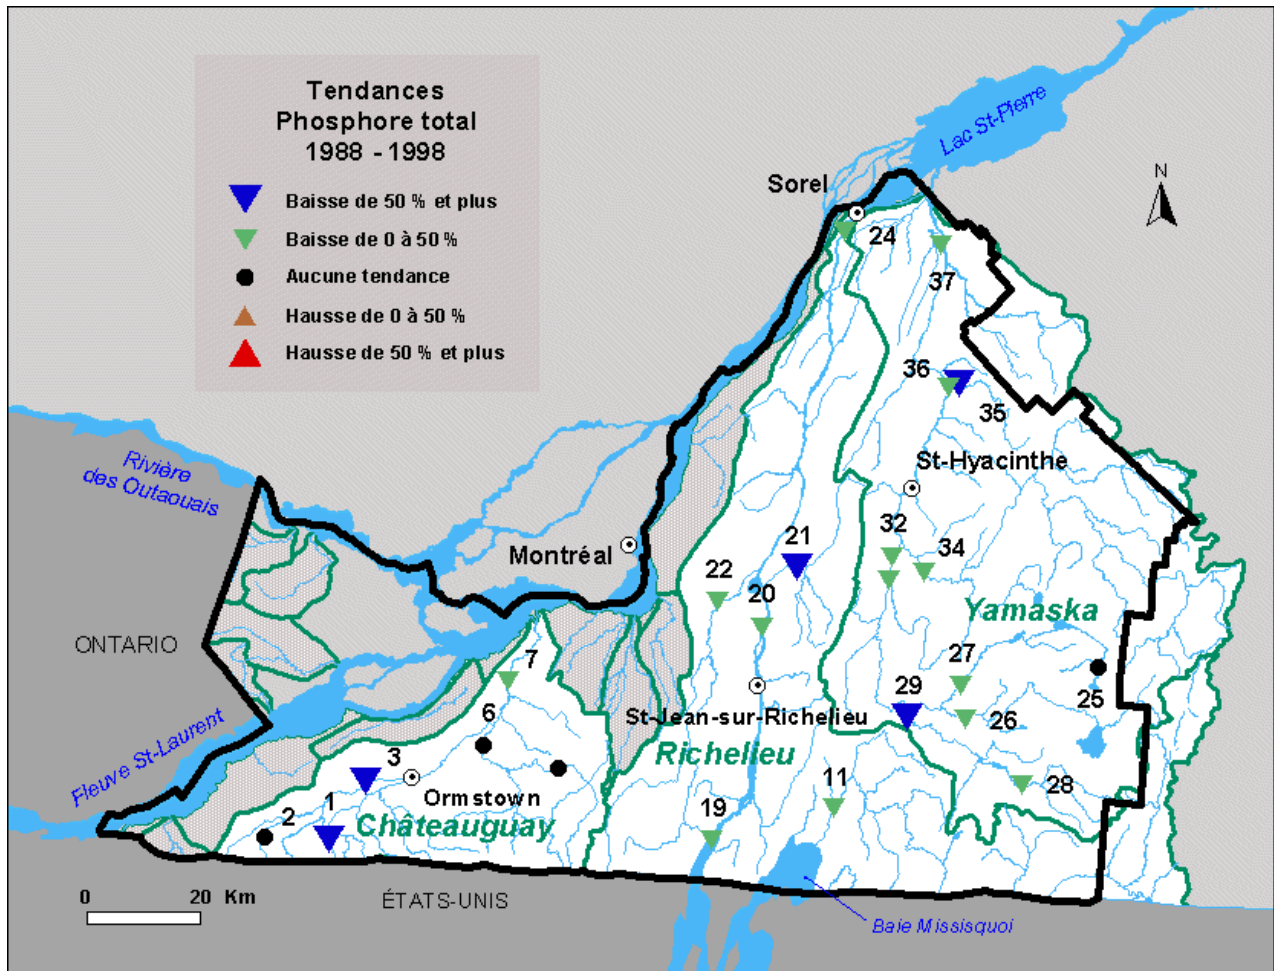 Tendances
Phosphore total
1988 - 1998
Baisse de 50 % et plus
Baisse de 0 à 50 %
Aucune tendance
Hausse de 0 à 50 %
Hausse de 50 % et plus
Lac St-Pierre
N
Sorel
24
37
36
35
St-Hyacinthe
Rivière
des Outaouais
Montréal
21
32
34
22
20
Yamaska
ONTARIO
7
27
25
29
26
6
St-Jean-sur-Richelieu
Richelieu
Fleuve St-Laurent
3
28
11
1
Ormstown
2
Châteauguay
19
0 20 Km
ÉTATS-UNIS
Baie Missisquoi